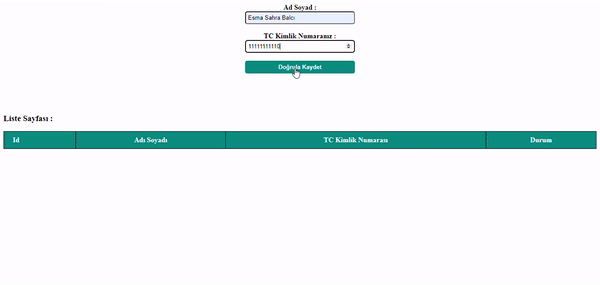 Ad Soyad :
Esma Sahra Balcı
TC Kimlik Numaranız :
11111111110
Doğrula Kaydet
Liste Sayfası :
Id Adı Soyadı TC Kimlik Numarası Durum